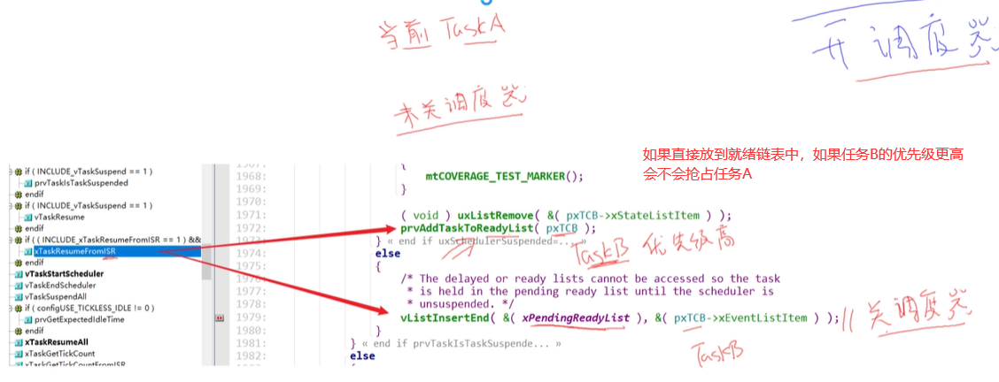 当前 TaskA
开调度器
未关调度器
如果直接放到就绪链表中，如果任务B的优先级更高
会不会抢占任务A
if ( INCLUDE_vTaskSuspend == 1 )
prvTaskIsTaskSuspended
endif
if ( INCLUDE_vTaskSuspend == 1 )
vTaskResume
endif
if ( ( INCLUDE_xTaskResumeFromISR == 1 ) &&
xTaskResumeFromISR
endif
vTaskStartScheduler
vTaskEndScheduler
vTaskSuspendAll
if ( configUSE_TICKLESS_IDLE != 0 )
prvGetExpectedIdleTime
endif
xTaskResumeAll
xTaskGetTickCount
xTaskGetTickCountFromISR
1967: }
1968: mtCOVERAGE_TEST_MARKER();
1969: }
1970:
1971: ( void ) uxListRemove( &( pxTCB->xStateListItem ) );
1972: prvAddTaskToReadyList( pxTCB );
1973: } « end if uxSchedulerSuspended=... »
TaskB 优先级高
1974: else
1975: {
1976: /* The delayed or ready lists cannot be accessed so the task
1977: * is held in the pending ready list until the scheduler is
1978: * unsuspended. */
1979: vListInsertEnd( &( xPendingReadyList ), &( pxTCB->xEventListItem ) ); // 关调度器
1980: }
TaskB
1981: } « end if prvTaskIsTaskSuspende... »
1982: else